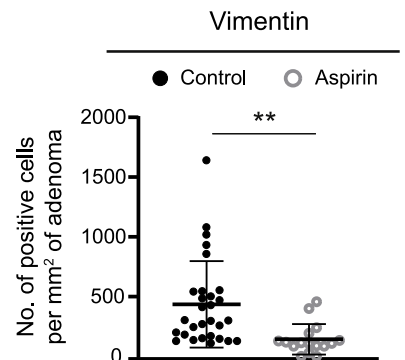 Vimentin
Control
Aspirin
**
No. of positive cells
per mm² of adenoma
2000
1500
1000
500
0